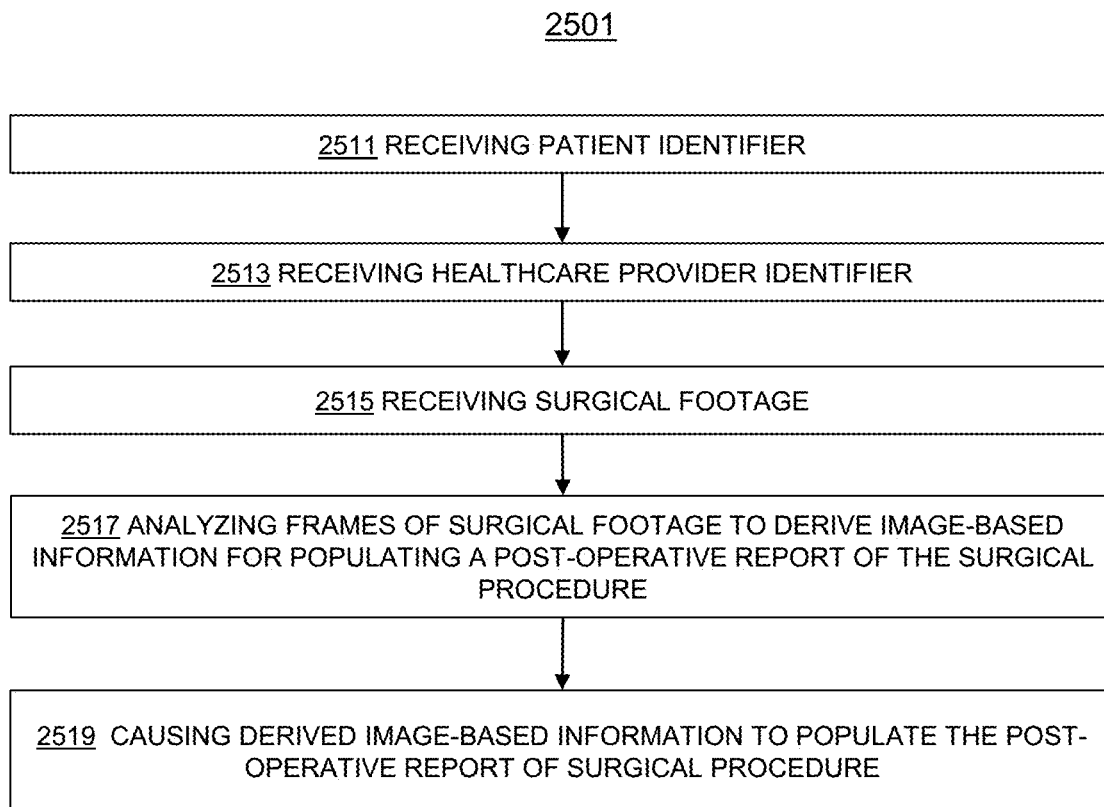 2501
2511 RECEIVING PATIENT IDENTIFIER
2513 RECEIVING HEALTHCARE PROVIDER IDENTIFIER
2515 RECEIVING SURGICAL FOOTAGE
2517 ANALYZING FRAMES OF SURGICAL FOOTAGE TO DERIVE IMAGE-BASED
INFORMATION FOR POPULATING A POST-OPERATIVE REPORT OF THE SURGICAL
PROCEDURE
2519 CAUSING DERIVED IMAGE-BASED INFORMATION TO POPULATE THE POST-
OPERATIVE REPORT OF SURGICAL PROCEDURE